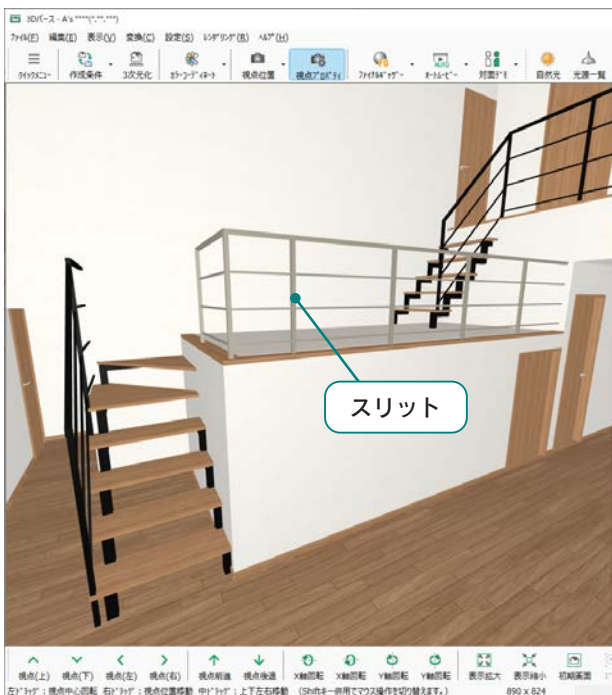 3Dパース - A's ****(*.**.***)
ファイル(F) 編集(E) 表示(V) 変換(C) 設定(S) レンダリング(R) ヘルプ(H)
クイックメニュー 作成条件 3次元化 カラーコーディネート 視点位置 視点プロパティ ファイナルギャザー オートムービー 対面デモ 自然光 光源一覧
スリット
視点(上) 視点(下) 視点(左) 視点(右) 視点前進 視点後退 X軸回転 X軸回転 Y軸回転 Y軸回転 表示拡大 表示縮小 初期画面
左ドラッグ：視点中心回転 右ドラッグ：視点位置移動 中ドラッグ：上下左右移動 (Shiftキー併用でマウス操作を切り替えます。) 890 x 826